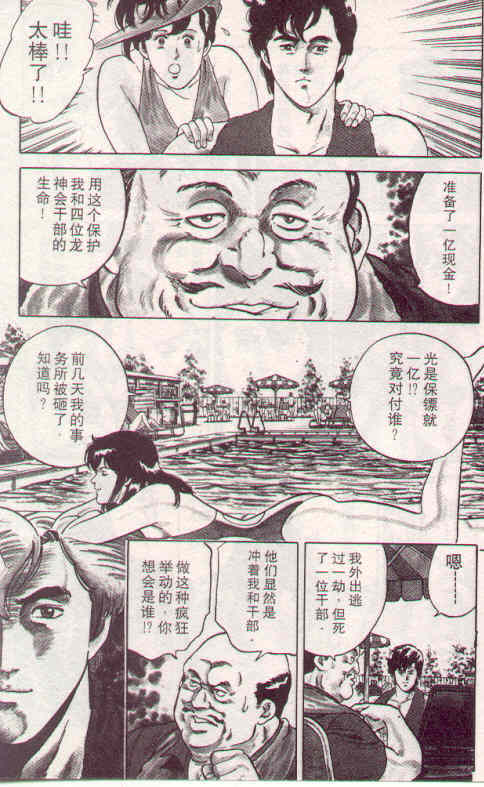 哇!!
太棒了!!
准备了一亿现金!
用这个保护
我和四位龙
神会干部的
生命!
光是保镖就
一亿!?
究竟对付谁?
前几天我的事
务所被砸了.
知道吗?
嗯……
我外出逃
过一劫,但死
了一位干部.
他们显然是
冲着我和干部.
做这种疯狂
举动的,你
想会是谁!?